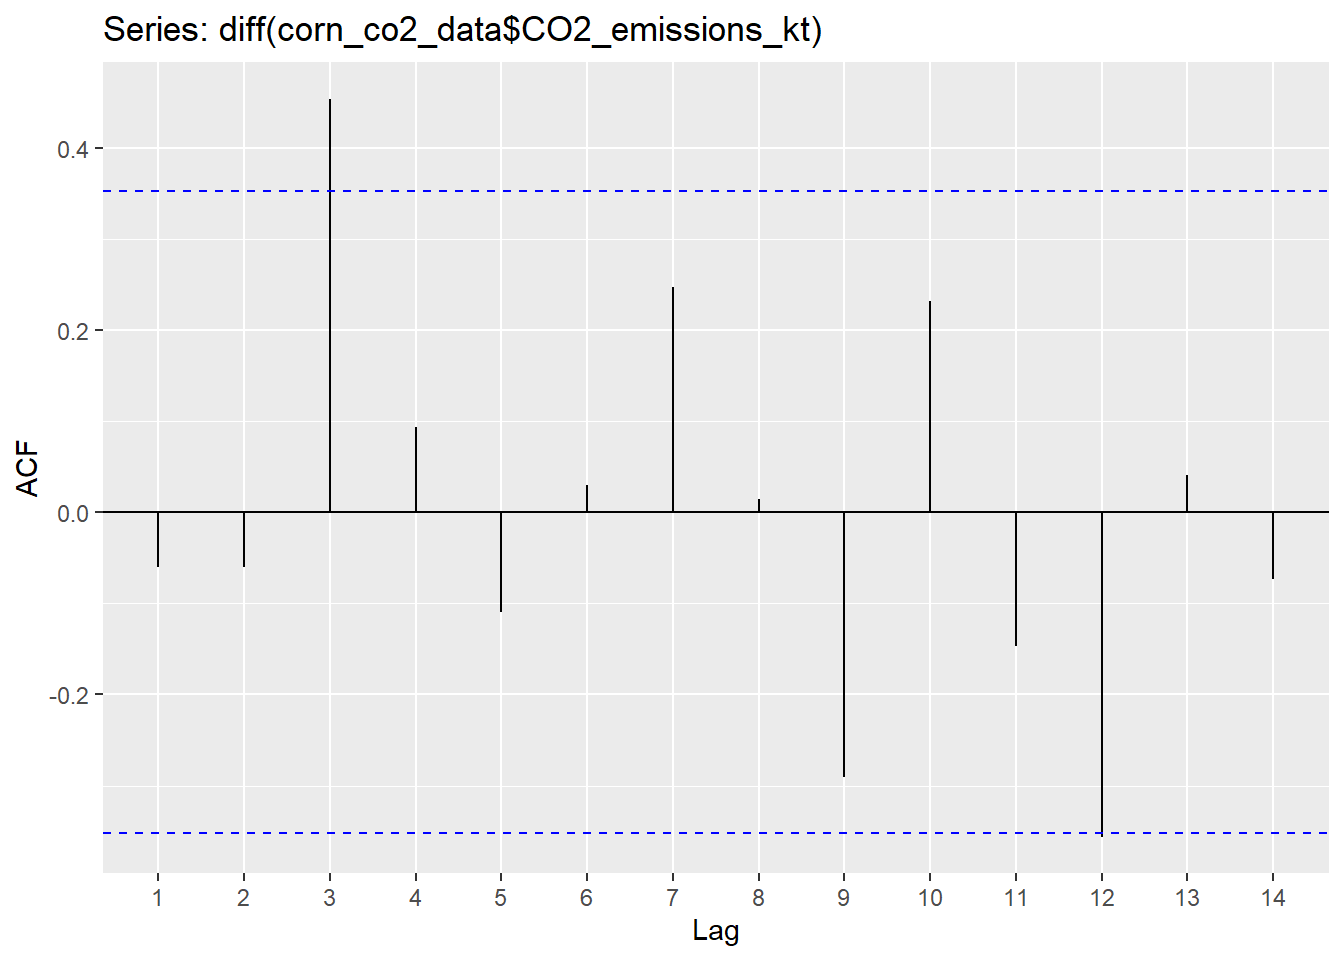 Series: diff(corn_co2_data$CO2_emissions_kt)
0.4
0.2
0.0
-0.2
ACF
1 2 3 4 5 6 7 8 9 10 11 12 13 14
Lag